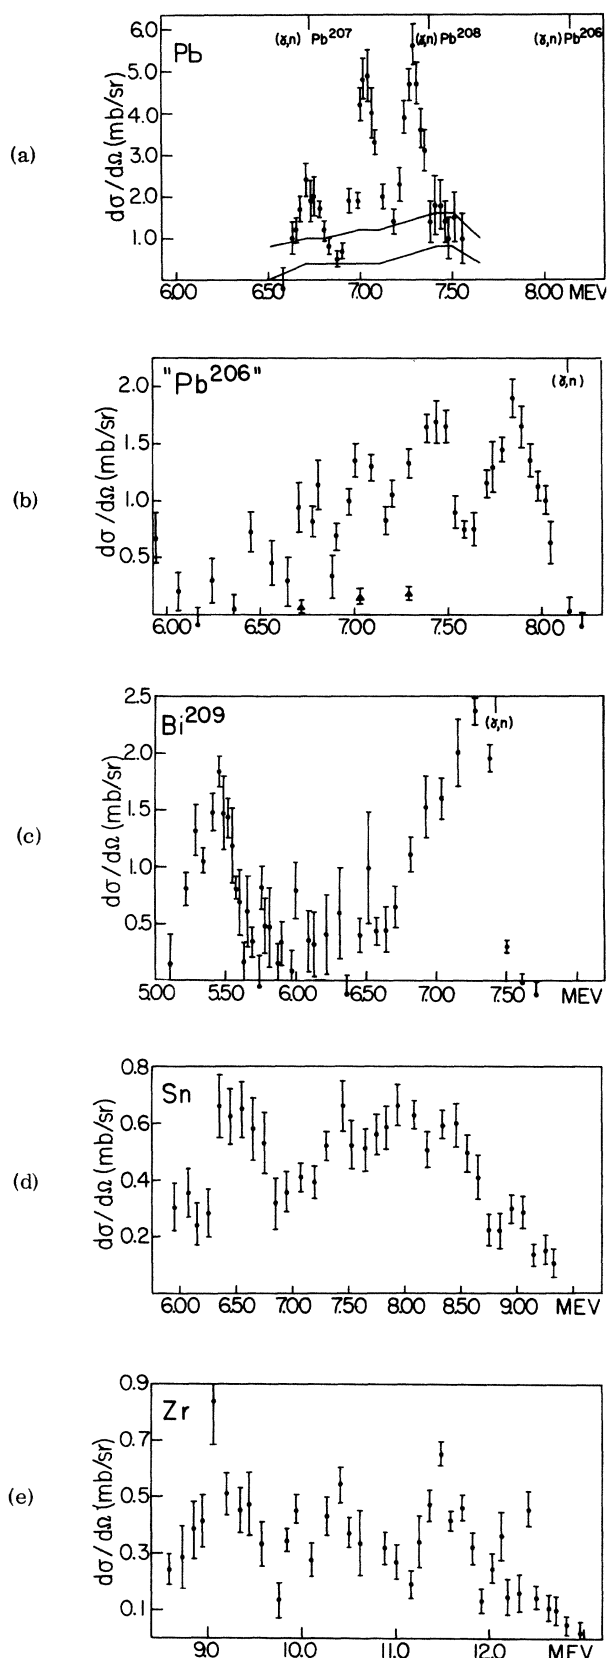 (a)
Pb
(γ,n) Pb207 (γ,n) Pb208 (γ,n) Pb206
dσ/dΩ (mb/sr)
6.0
5.0
4.0
3.0
2.0
1.0
6.00 6.50 7.00 7.50 8.00 MEV
(b)
"Pb206"
(γ,n)
dσ/dΩ (mb/sr)
2.0
1.5
1.0
0.5
6.00 6.50 7.00 7.50 8.00
(c)
Bi209
(γ,n)
dσ/dΩ (mb/sr)
2.5
2.0
1.5
1.0
0.5
5.00 5.50 6.00 6.50 7.00 7.50 MEV
(d)
Sn
dσ/dΩ (mb/sr)
0.8
0.6
0.4
0.2
6.00 6.50 7.00 7.50 8.00 8.50 9.00 MEV
(e)
Zr
dσ/dΩ (mb/sr)
0.9
0.7
0.5
0.3
0.1
9.0 10.0 11.0 12.0 MEV